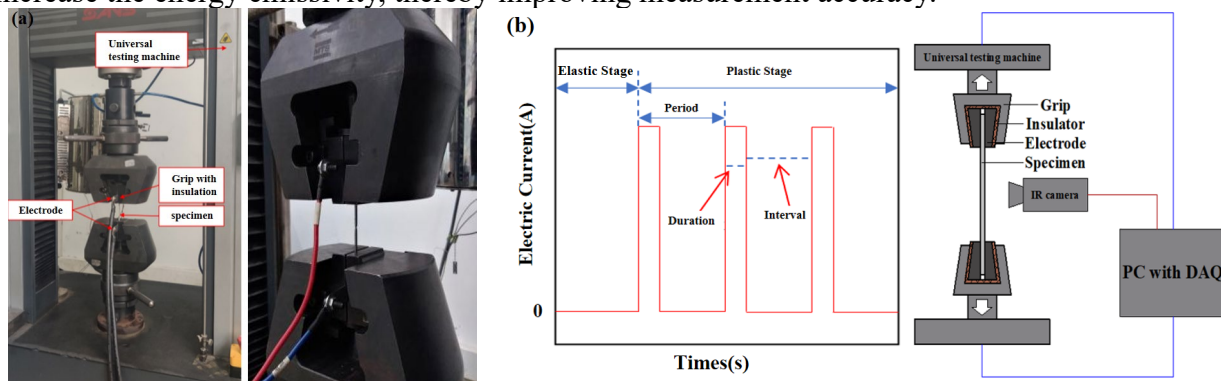 increase the energy emissivity, thereby improving measurement accuracy.
(a)
Universal
testing machine
Grip with
insulation
Electrode
specimen
(b)
Elastic Stage
Plastic Stage
Period
Duration
Interval
Electric Current(A)
0
Times(s)
Universal testing machine
Grip
Insulator
Electrode
Specimen
IR camera
PC with DAQ